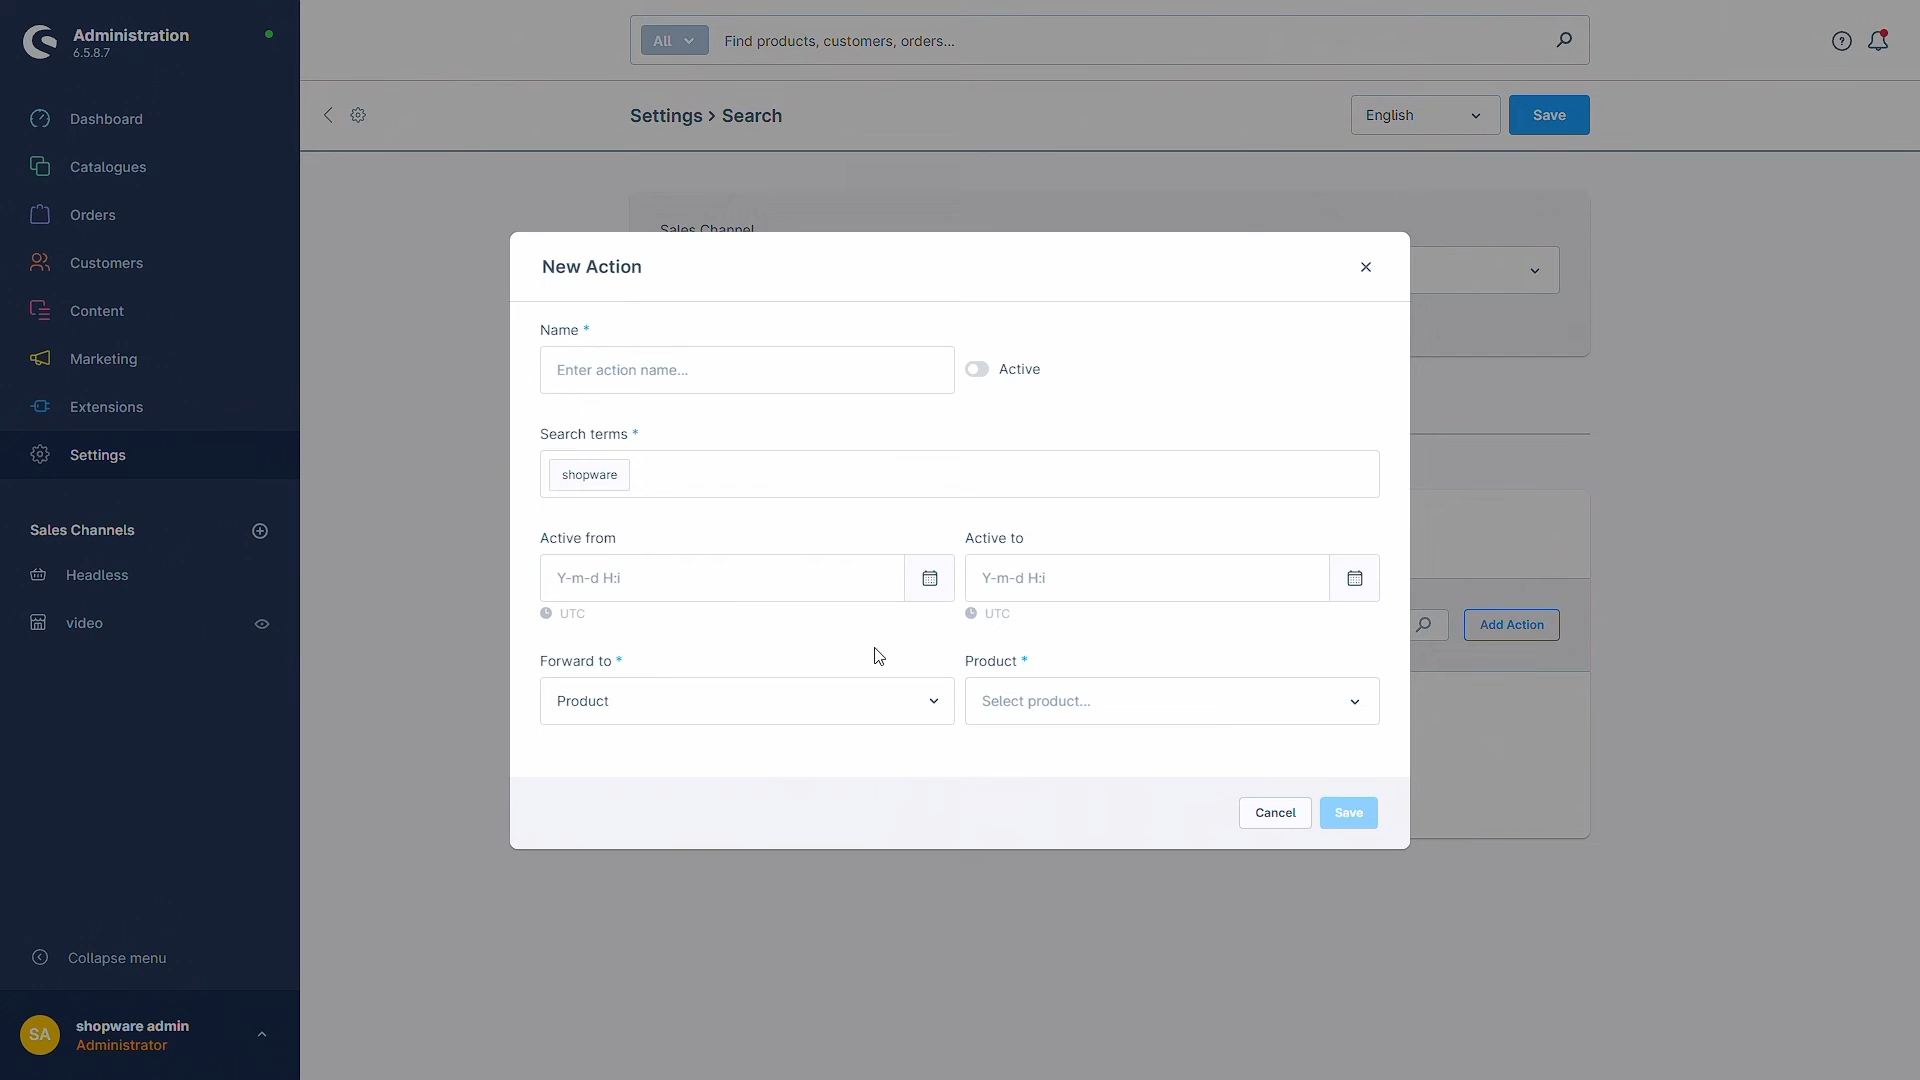 Administration
6.5.8.7
All
Find products, customers, orders...
Dashboard
Catalogues
Orders
Customers
Content
Marketing
Extensions
Settings
Sales Channels
Headless
video
Collapse menu
SA
shopware admin
Administrator
Settings > Search
English
Save
Sales Channel
New Action
Name *
Enter action name...
Active
Search terms *
shopware
Active from
Active to
Y-m-d H:i
Y-m-d H:i
UTC
UTC
Add Action
Forward to *
Product *
Product
Select product...
Cancel
Save